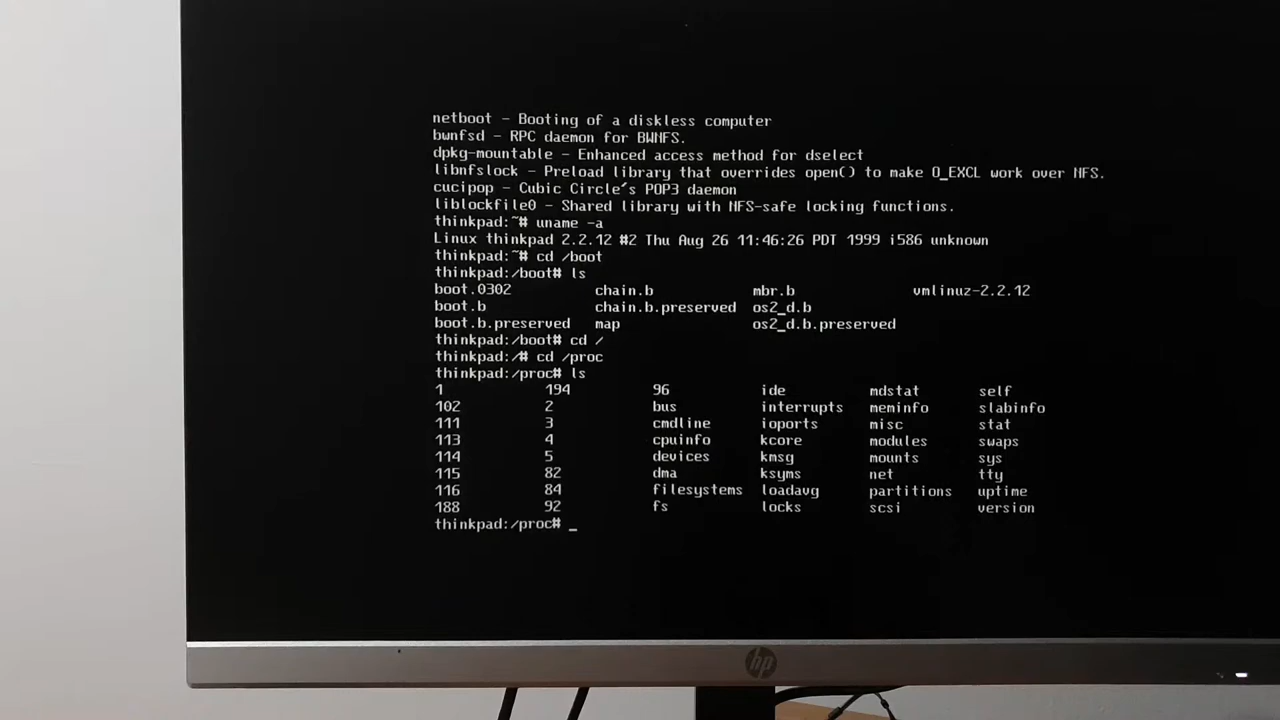 netboot - Booting of a diskless computer
bwnfsd - RPC daemon for BWNFS.
dpkg-mountable - Enhanced access method for dselect
libnfslock - Preload library that overrides open() to make O_EXCL work over NFS.
cucipop - Cubic Circle's POP3 daemon
liblockfile0 - Shared library with NFS-safe locking functions.
thinkpad:~# uname -a
Linux thinkpad 2.2.12 #2 Thu Aug 26 11:46:26 PDT 1999 i586 unknown
thinkpad:~# cd /boot
thinkpad:/boot# ls
boot.0302 chain.b mbr.b vmlinuz-2.2.12
boot.b chain.b.preserved os2_d.b
boot.b.preserved map os2_d.b.preserved
thinkpad:/boot# cd /
thinkpad:/# cd /proc
thinkpad:/proc# ls
1 194 96 ide mdstat self
102 2 bus interrupts meminfo slabinfo
111 3 cmdline ioports misc stat
113 4 cpuinfo kcore modules swaps
114 5 devices kmsg mounts sys
115 82 dma ksyms net tty
116 84 filesystems loadavg partitions uptime
188 92 fs locks scsi version
thinkpad:/proc# _
hp